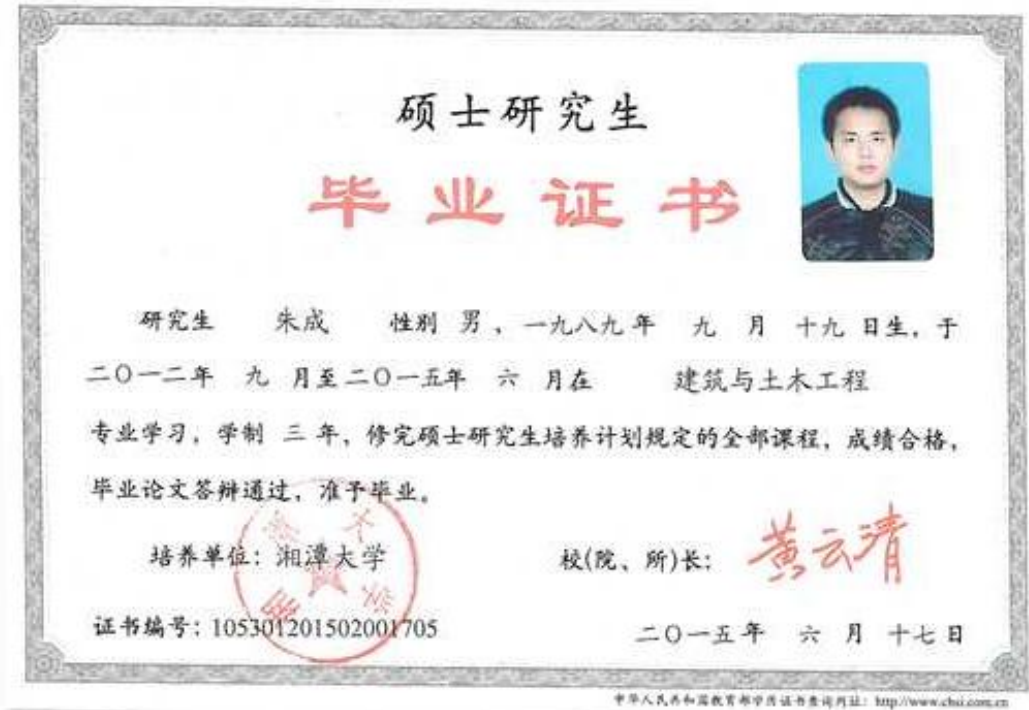 硕士研究生
毕业证书
研究生 朱成 性别 男、一九八九年 九 月 十九 日生，于
二〇一二年 九 月至二〇一五年 六 月在 建筑与土木工程
专业学习，学制 三 年，修完硕士研究生培养计划规定的全部课程，成绩合格，
毕业论文答辩通过，准予毕业。
培养单位：湘潭大学 校(院、所)长：黄云清
证书编号：105301201502001705 二〇一五年 六 月 十七日
中华人民共和国教育部学历证书查询网址：http://www.chsi.com.cn